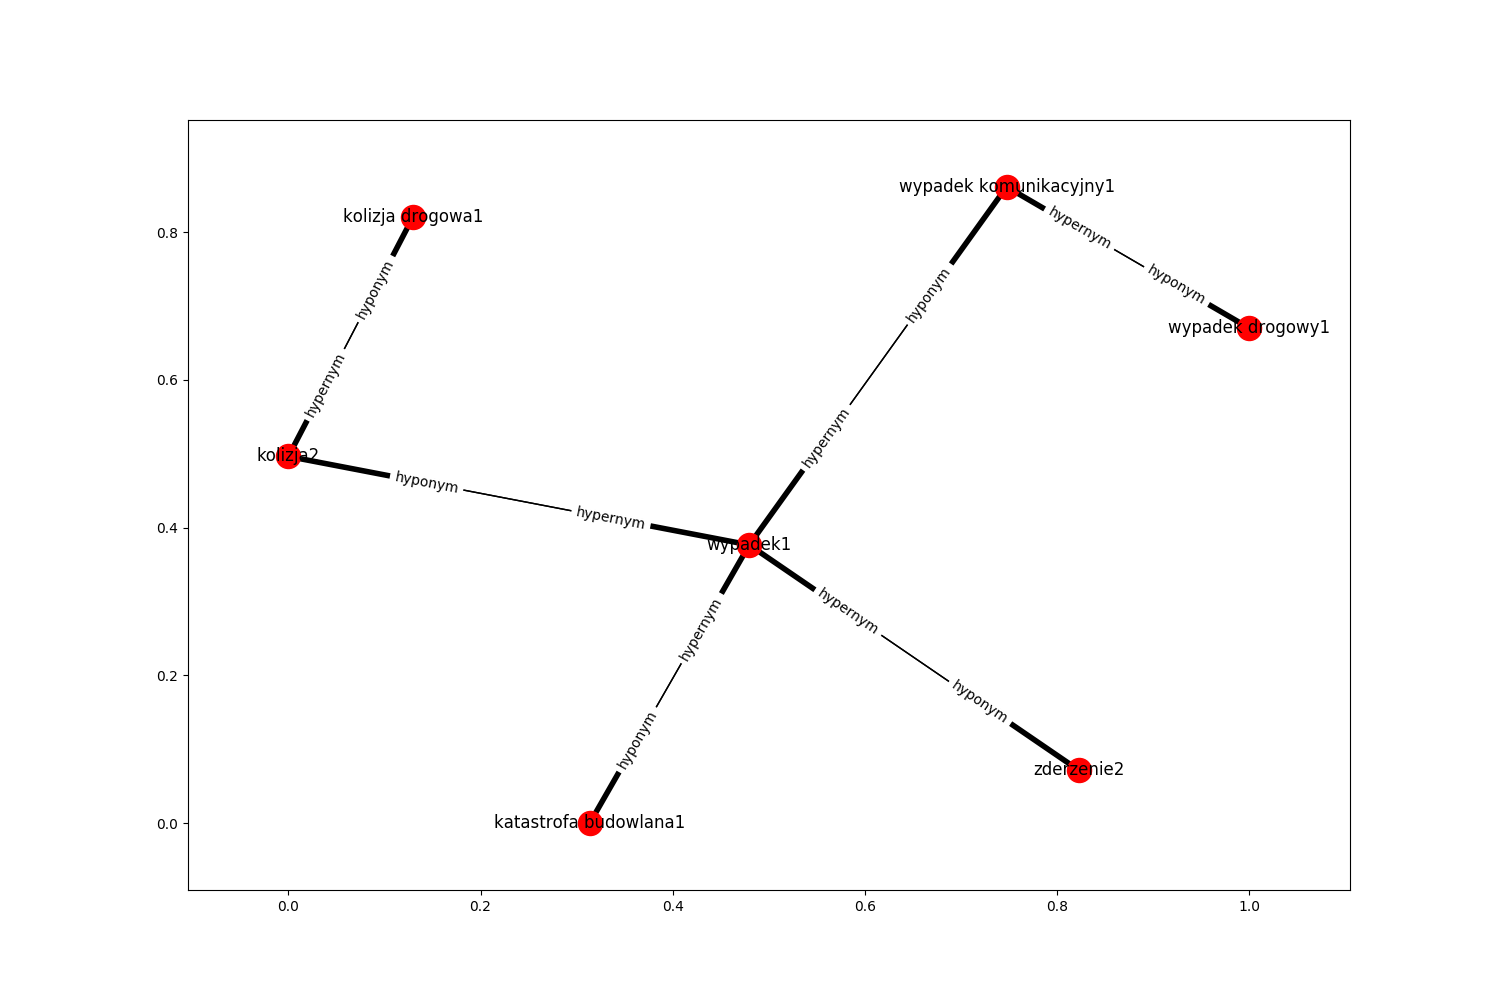 wypadek komunikacyjny1
kolizja drogowa1
hypernym
hyponym
hyponym
hyponym
wypadek drogowy1
hypernym
hypernym
kolizja2
hyponym
hypernym
wypadek1
hypernym
hypernym
hyponym
hyponym
zderzenie2
katastrofa budowlana1
0.8
0.6
0.4
0.2
0.0
0.0 0.2 0.4 0.6 0.8 1.0